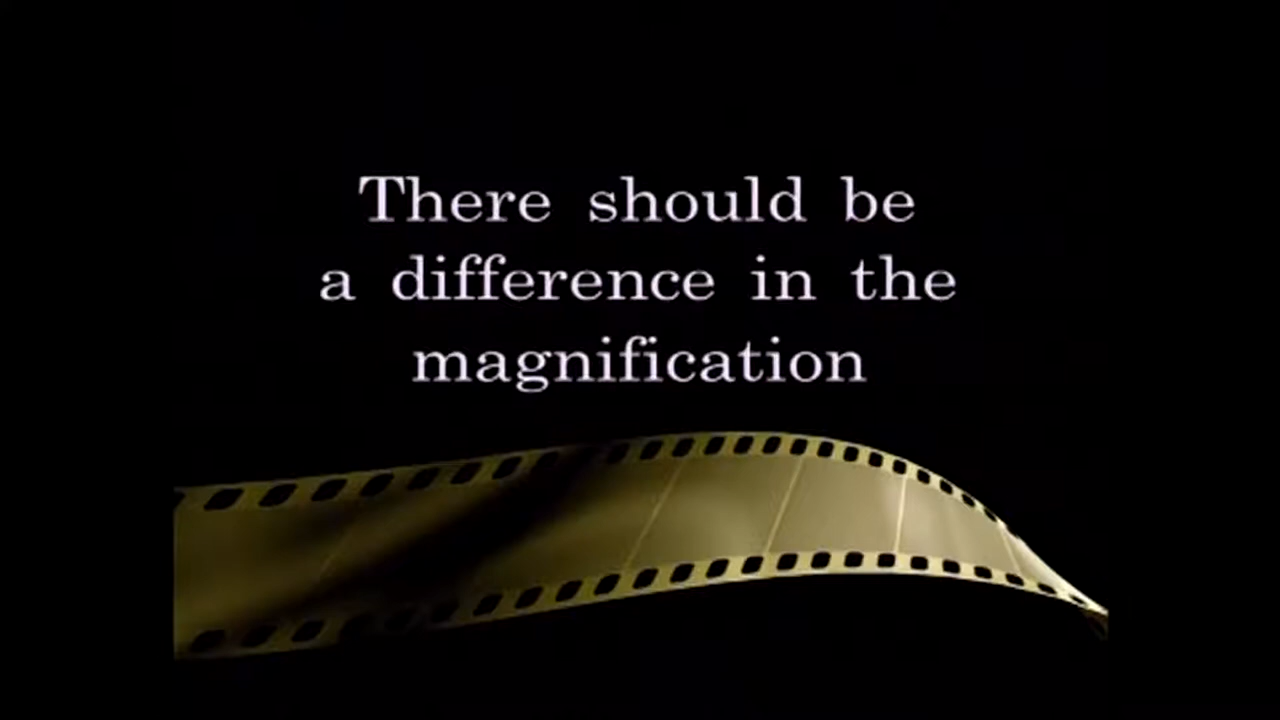 There should be
a difference in the
magnification